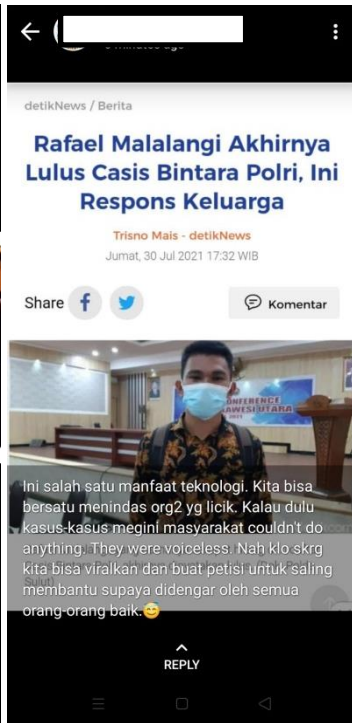 detikNews / Berita
Rafael Malalangi Akhirnya
Lulus Casis Bintara Polri, Ini
Respons Keluarga
Trisno Mais - detikNews
Jumat, 30 Jul 2021 17:32 WIB
Share
Komentar
Ini salah satu manfaat teknologi. Kita bisa
bersatu menindas org2 yg licik. Kalau dulu
kasus-kasus megini masyarakat couldn't do
anything. They were voiceless. Nah klo skrg
kita bisa viralkan dan buat petisi untuk saling
membantu supaya didengar oleh semua
orang-orang baik.😇
REPLY